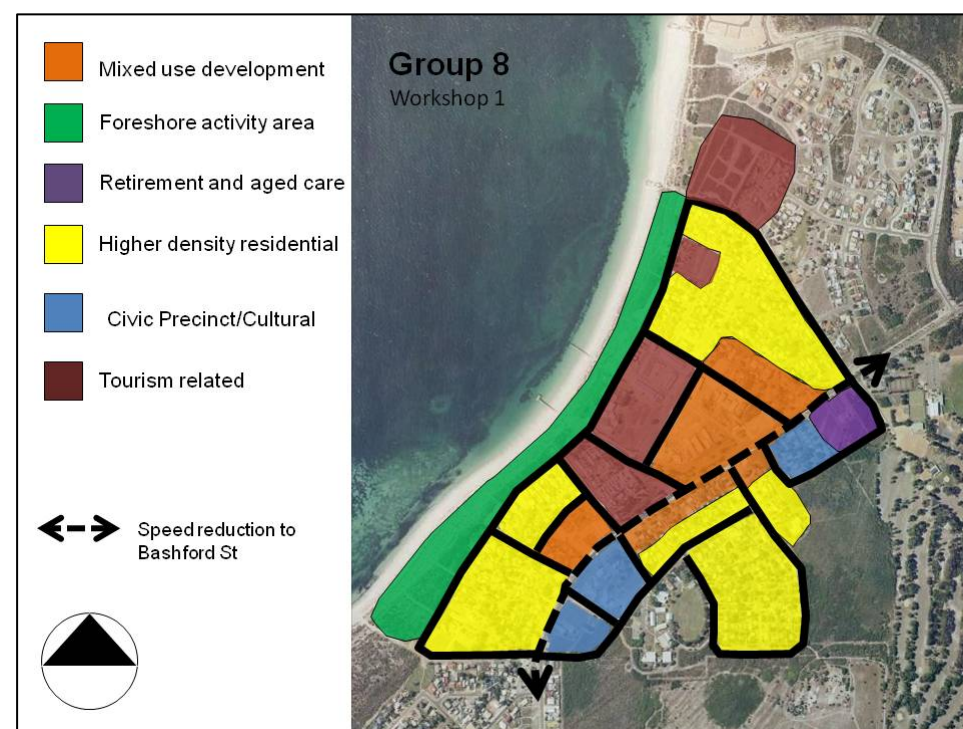 Group 8
Workshop 1
Mixed use development
Foreshore activity area
Retirement and aged care
Higher density residential
Civic Precinct/Cultural
Tourism related
Speed reduction to
Bashford St